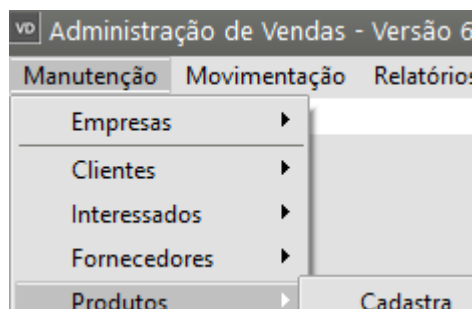 VD Administração de Vendas - Versão 6
Manutenção Movimentação Relatórios
Empresas
Clientes
Interessados
Fornecedores
Produtos Cadastra